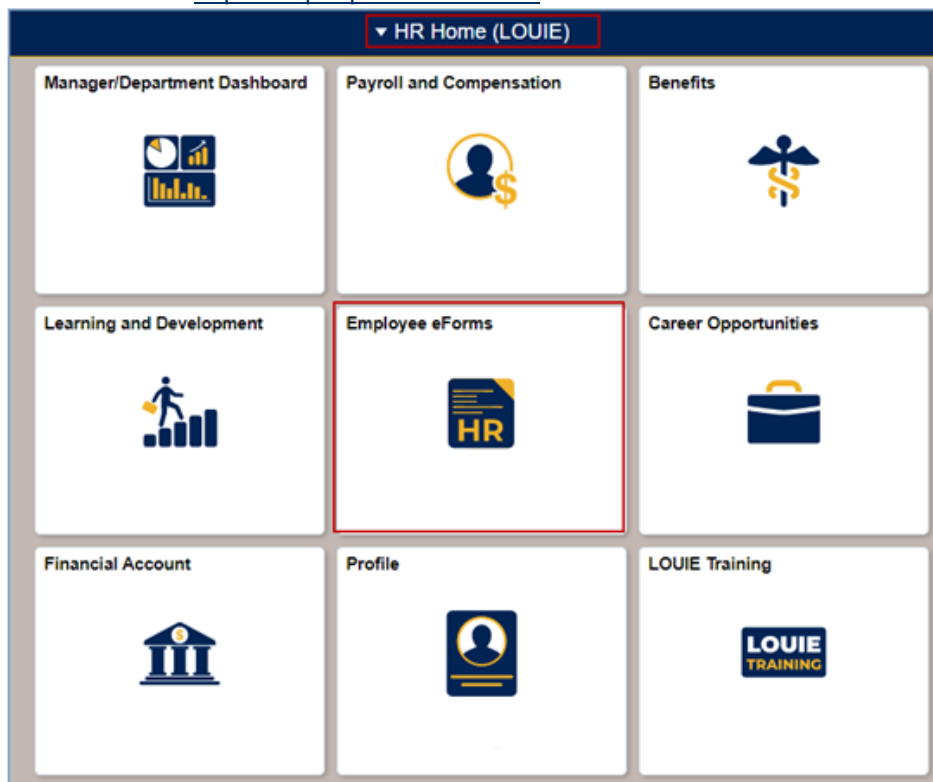 HR Home (LOUIE)
Manager/Department Dashboard
Payroll and Compensation
Benefits
$
Learning and Development
Employee eForms
HR
Career Opportunities
Financial Account
$
Profile
LOUIE Training
LOUIE
TRAINING